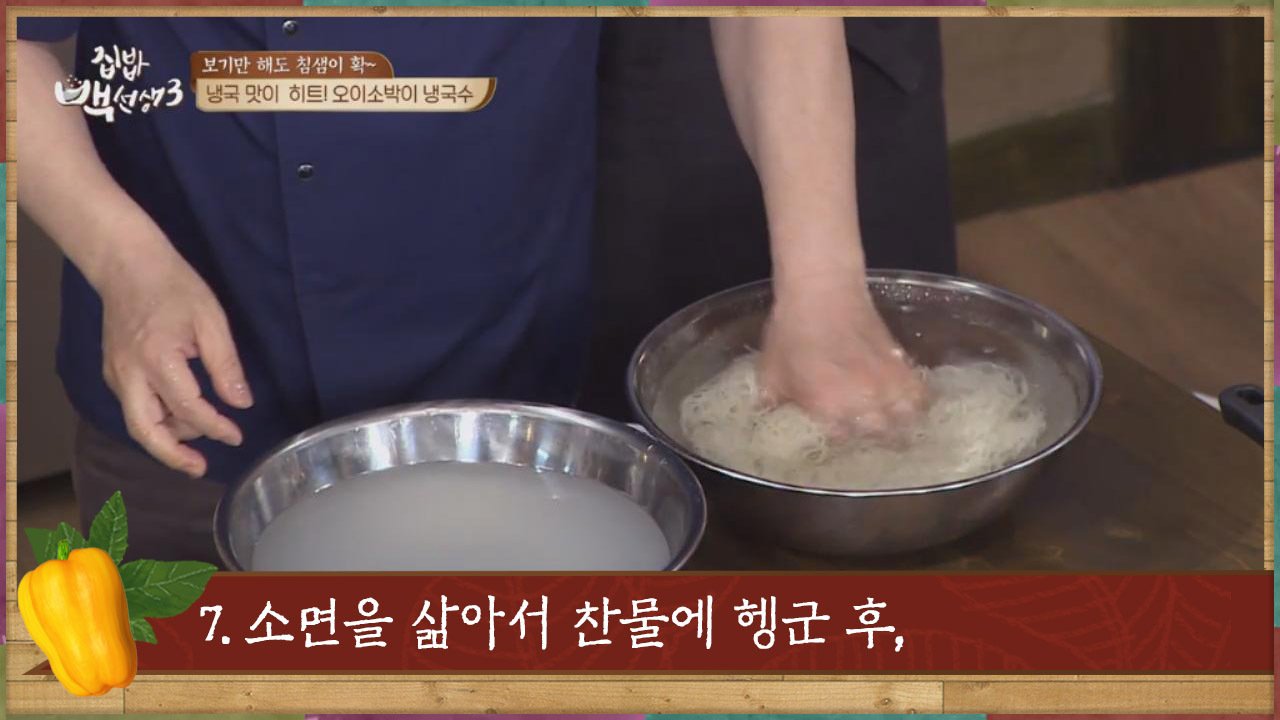 집밥
백선생3
보기만 해도 침샘이 확~
냉국 맛이 히트! 오이소박이 냉국수
7. 소면을 삶아서 찬물에 헹군 후,